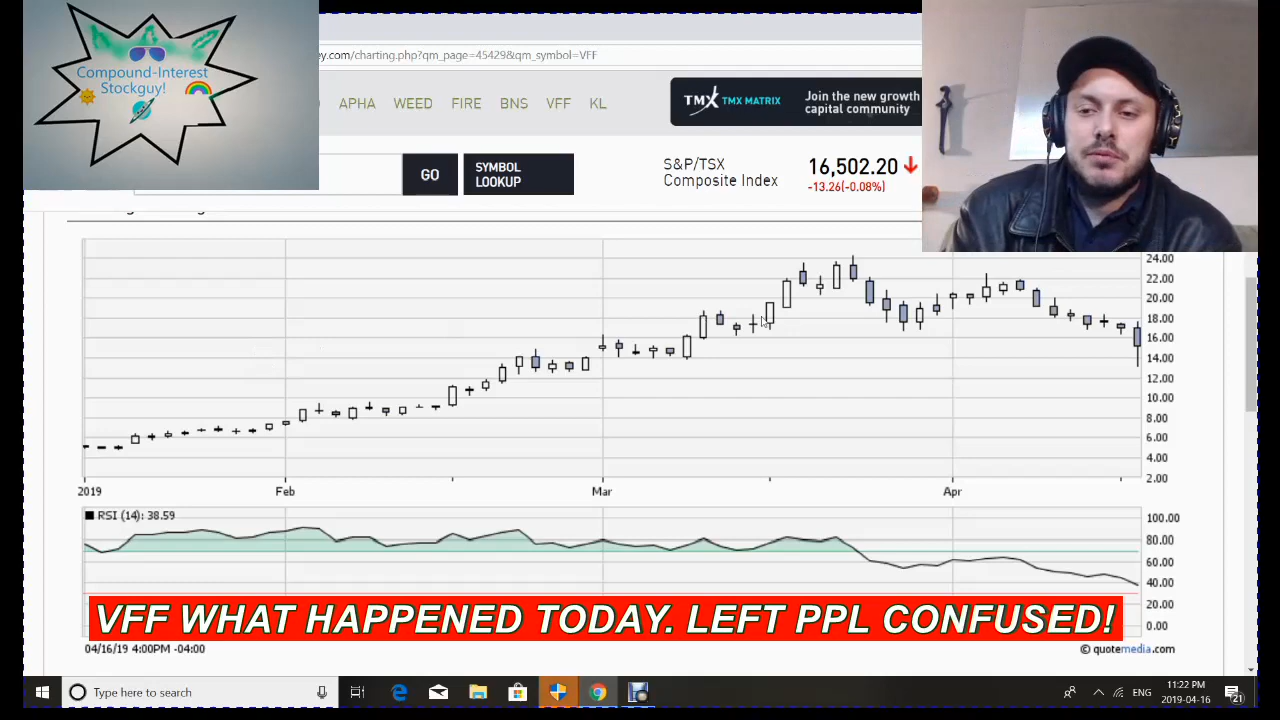 Compound-Interest
Stockguy!
ey.com/charting.php?qm_page=45429&qm_symbol=VFF
APHA WEED FIRE BNS VFF KL
TMX TMX MATRIX
Join the new growth
capital community
GO
SYMBOL
LOOKUP
S&P/TSX
Composite Index
16,502.20
-13.26(-0.08%)
24.00
22.00
20.00
18.00
16.00
14.00
12.00
10.00
8.00
6.00
4.00
2.00
2019 Feb Mar Apr
RSI (14): 38.59
100.00
80.00
60.00
40.00
20.00
0.00
VFF WHAT HAPPENED TODAY. LEFT PPL CONFUSED!
04/16/19 4:00PM -04:00
© quotemedia.com
Type here to search
ENG
11:22 PM
2019-04-16
21